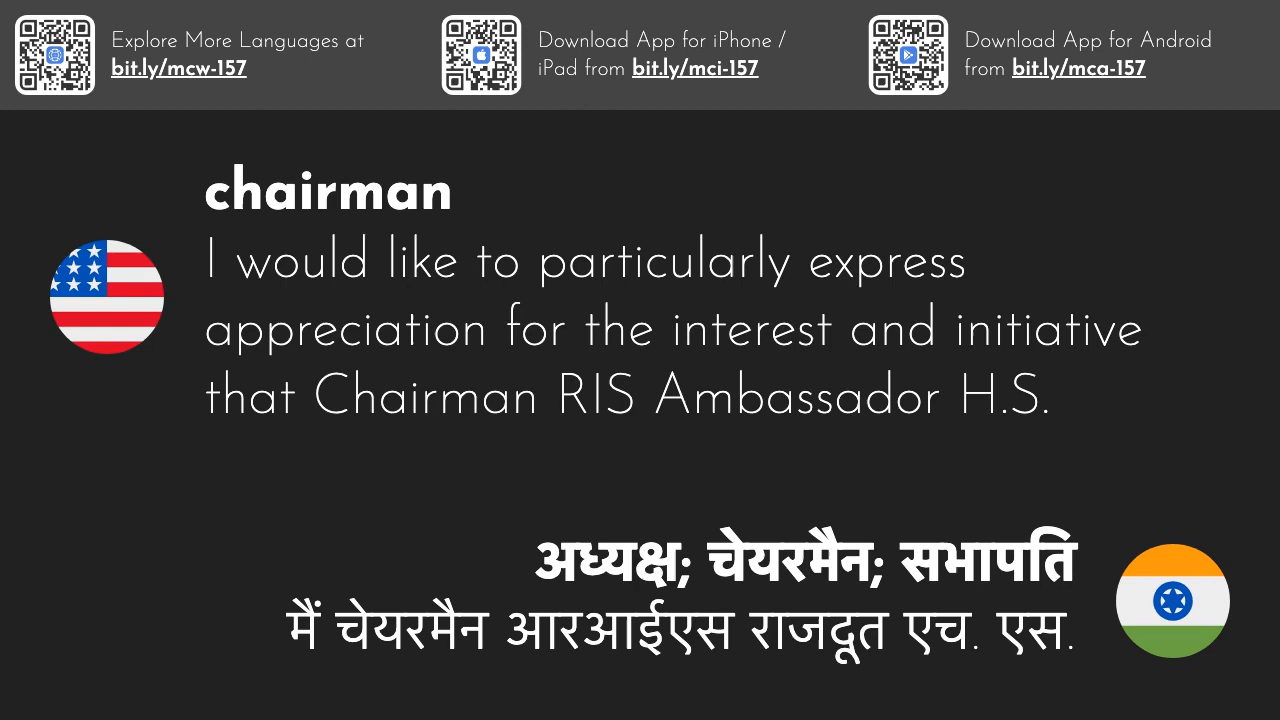 Explore More Languages at
bit.ly/mcw-157
Download App for iPhone /
iPad from bit.ly/mci-157
Download App for Android
from bit.ly/mca-157
chairman
I would like to particularly express
appreciation for the interest and initiative
that Chairman RIS Ambassador H.S.
अध्यक्ष; चेयरमैन; सभापति
मैं चेयरमैन आरआईएस राजदूत एच. एस.